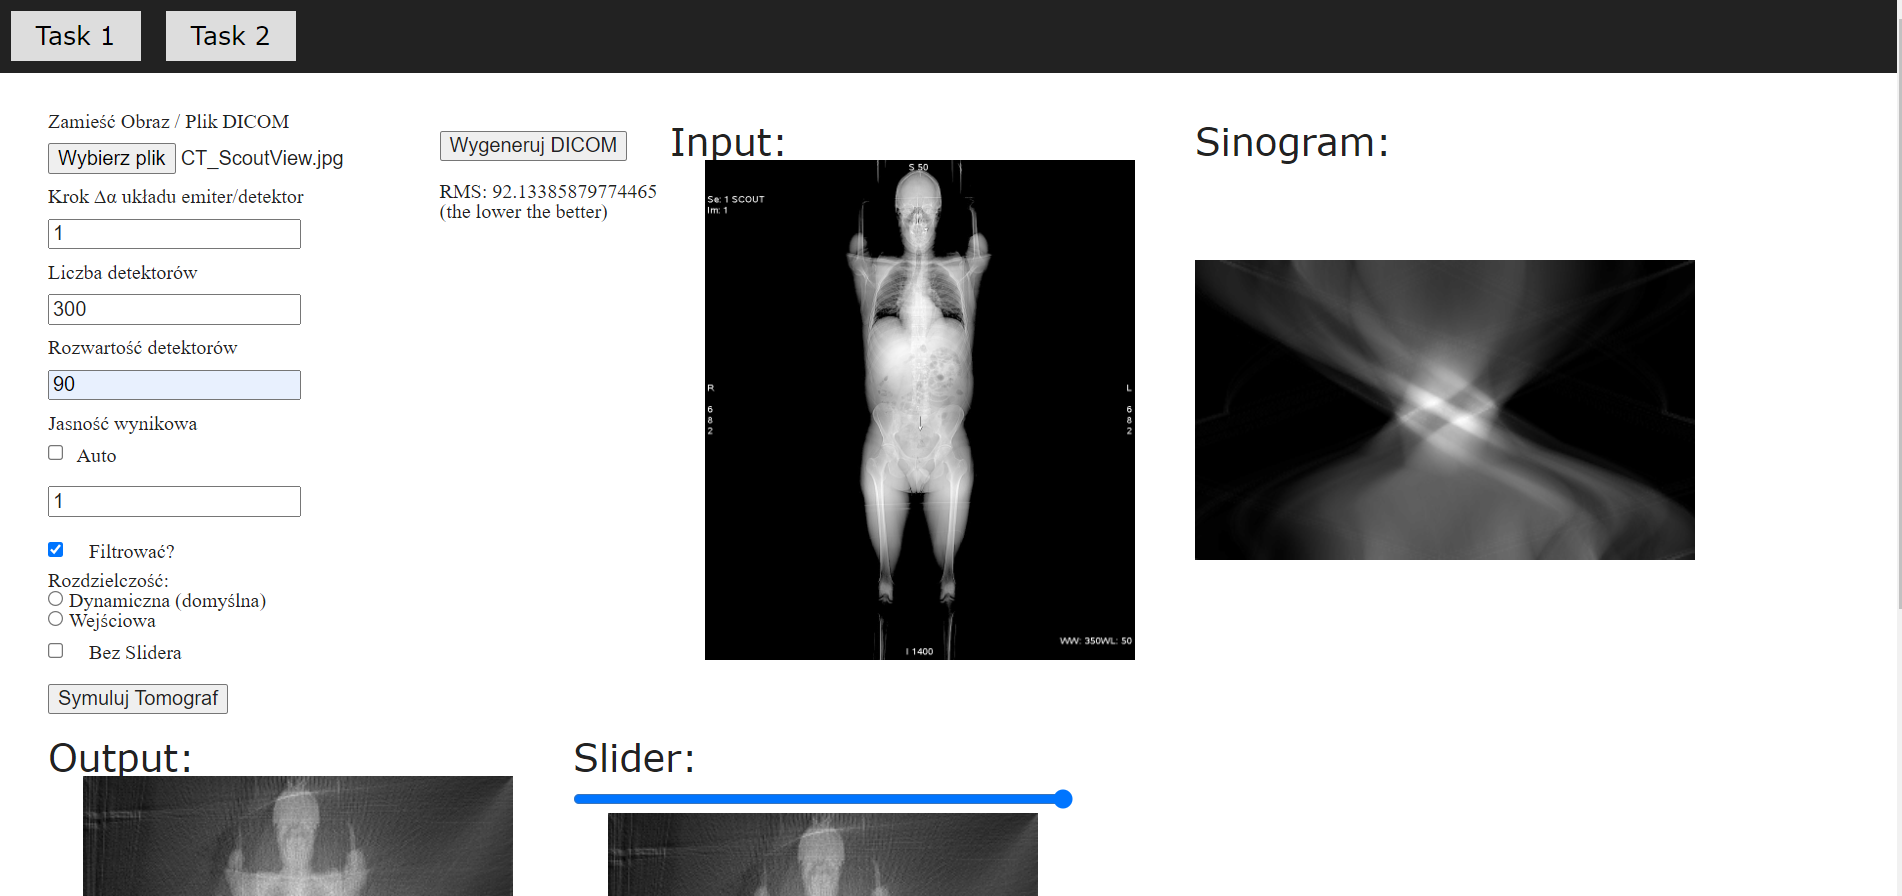 Task 1
Task 2
Zamieść Obraz / Plik DICOM
Wybierz plik CT_ScoutView.jpg
Krok Δα układu emiter/detektor
1
Liczba detektorów
300
Rozwartość detektorów
90
Jasność wynikowa
Auto
1
Filtrować?
Rozdzielczość:
Dynamiczna (domyślna)
Wejściowa
Bez Slidera
Symuluj Tomograf
Wygeneruj DICOM
RMS: 92.13385879774465
(the lower the better)
Input:
S 50
Se: 1 SCOUT
Im: 1
R
6
8
2
L
6
8
2
WW: 350WL: 50
I 1400
Sinogram:
Output:
Slider: